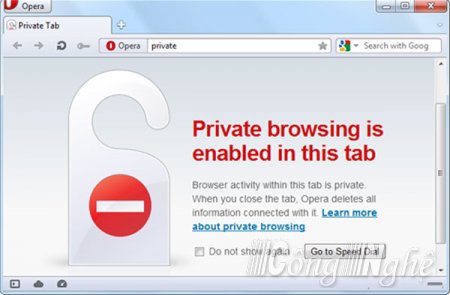 Opera
Private Tab
Opera private Search with Goog
Private browsing is
enabled in this tab
Browser activity within this tab is private.
When you close the tab, Opera deletes all
information connected with it. Learn more
about private browsing
Do not show again Go to Speed Dial
Công Nghệ